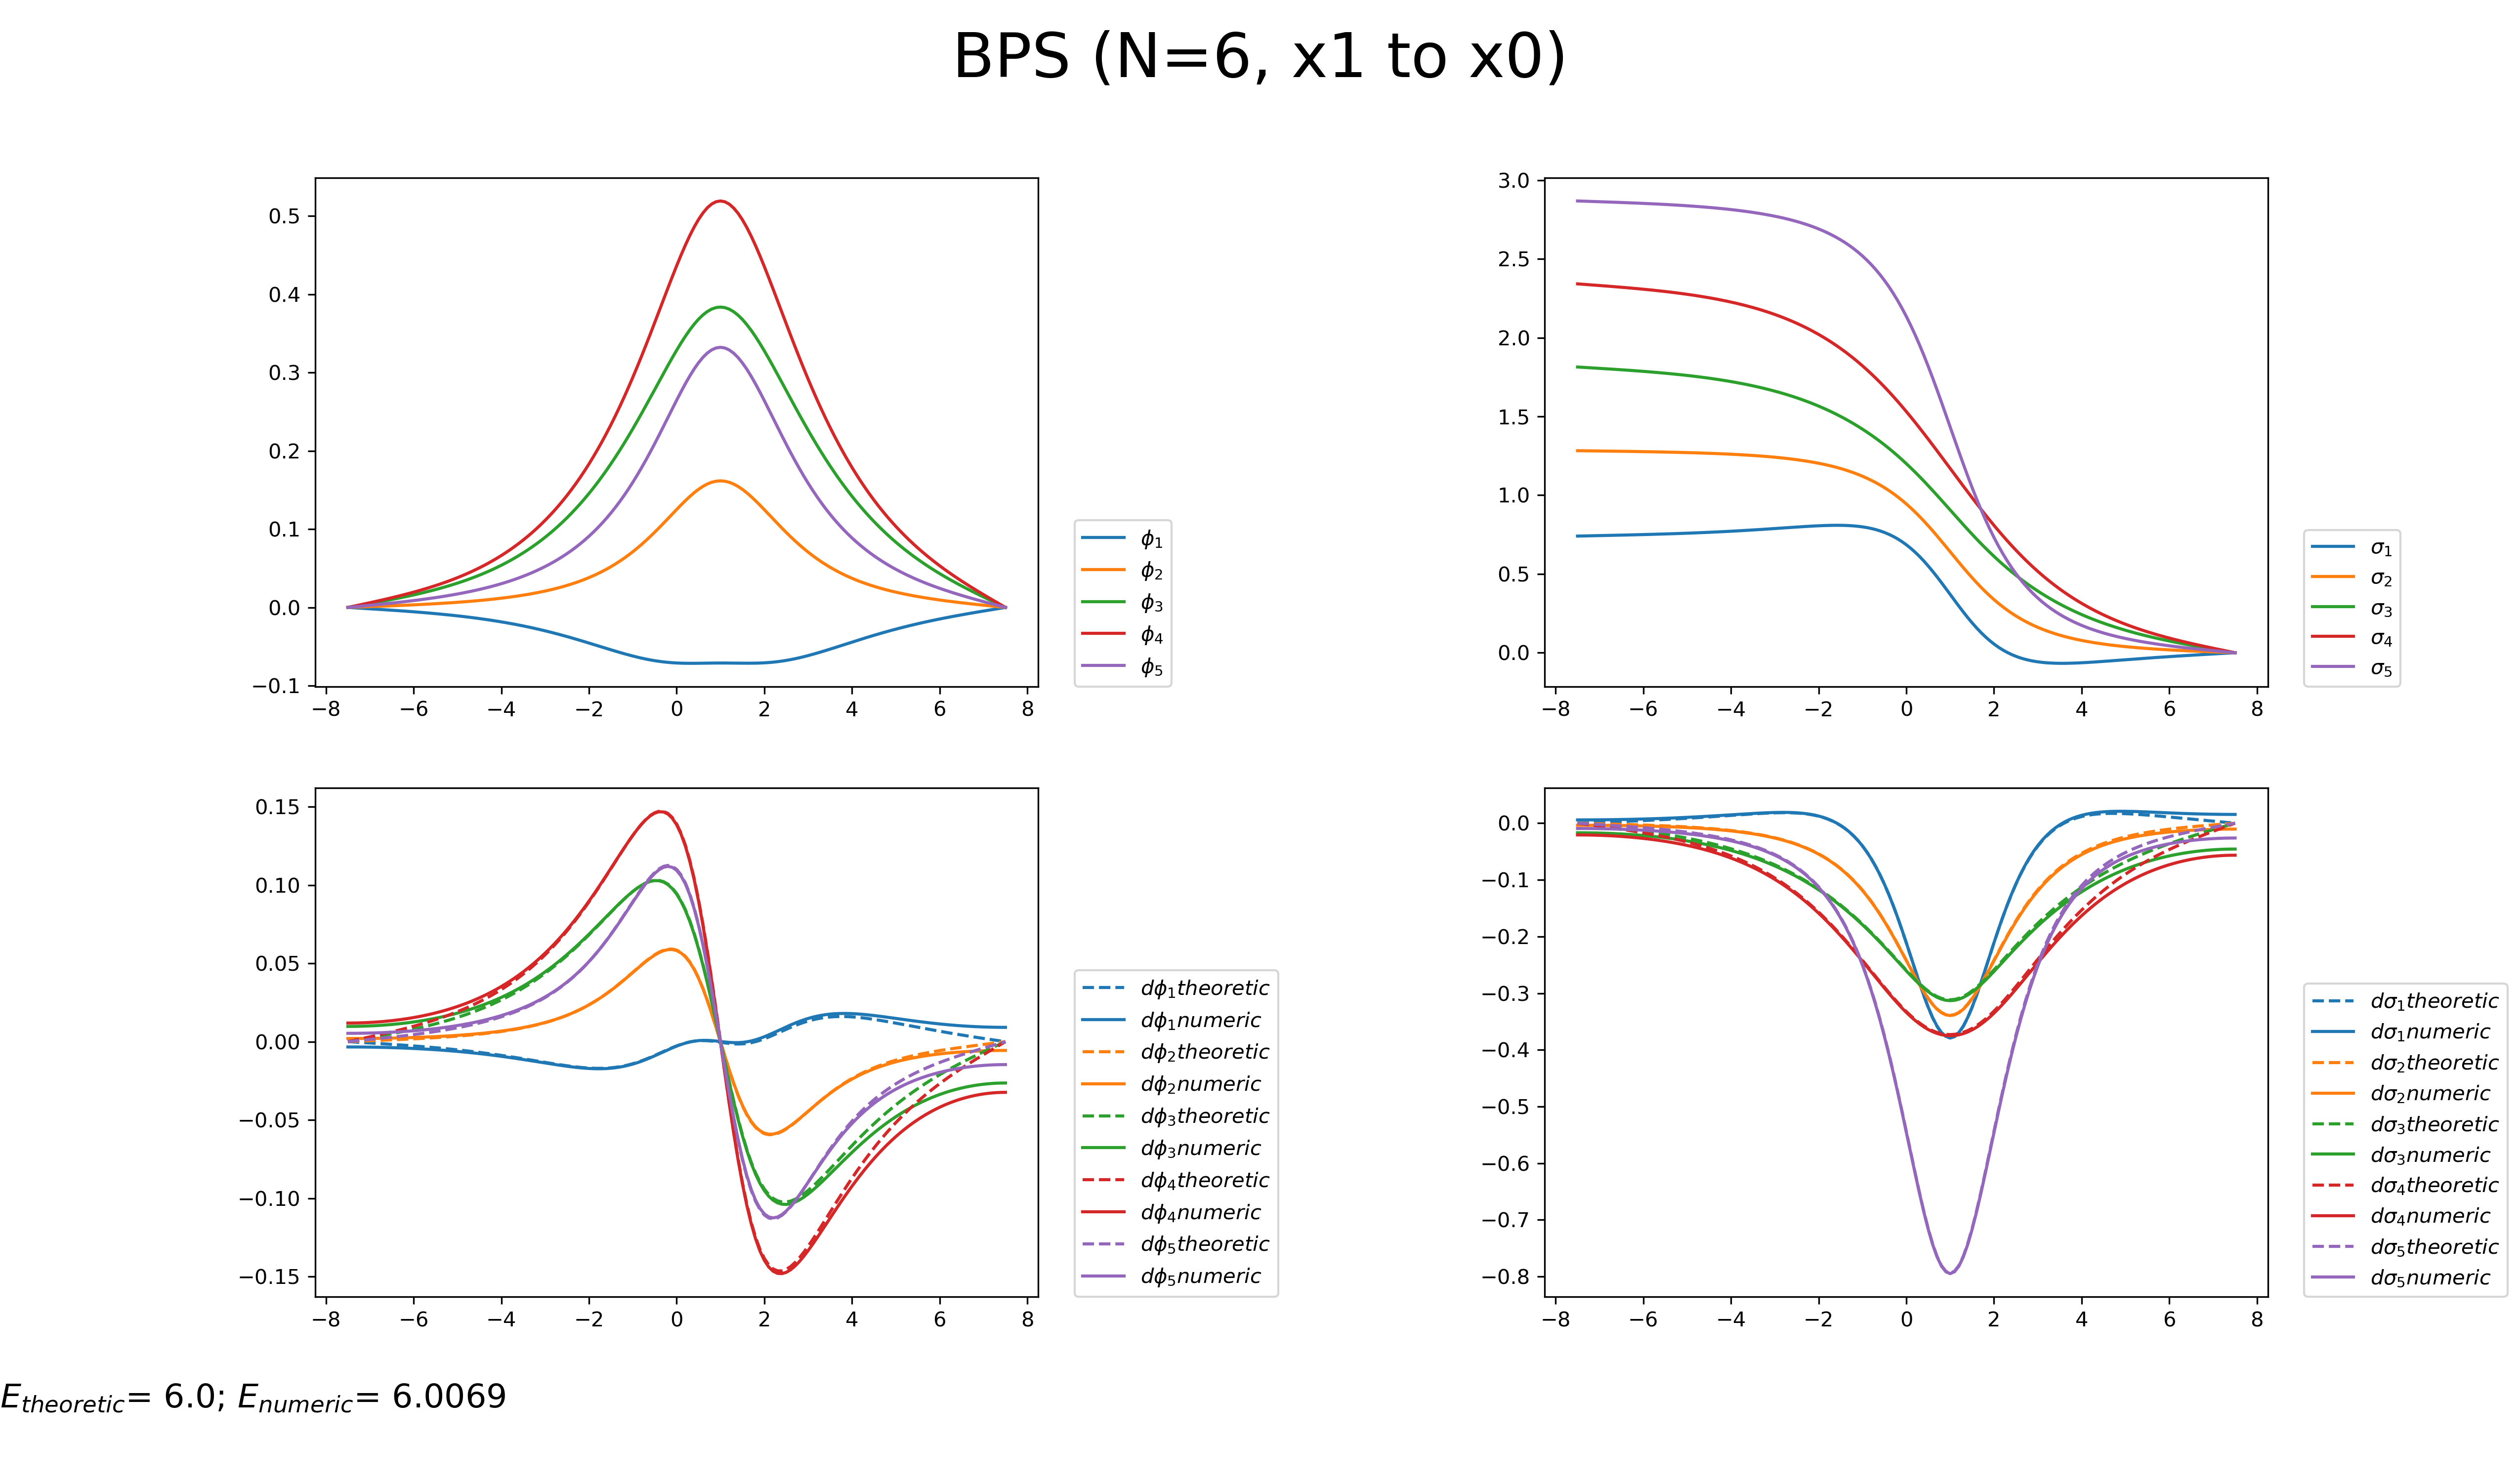 BPS (N=6, x1 to x0)
0.5
0.4
0.3
0.2
0.1
0.0
−0.1
−8 −6 −4 −2 0 2 4 6 8
ϕ₁
ϕ₂
ϕ₃
ϕ₄
ϕ₅
3.0
2.5
2.0
1.5
1.0
0.5
0.0
−8 −6 −4 −2 0 2 4 6 8
σ₁
σ₂
σ₃
σ₄
σ₅
0.15
0.10
0.05
0.00
−0.05
−0.10
−0.15
−8 −6 −4 −2 0 2 4 6 8
dϕ₁theoretic
dϕ₁numeric
dϕ₂theoretic
dϕ₂numeric
dϕ₃theoretic
dϕ₃numeric
dϕ₄theoretic
dϕ₄numeric
dϕ₅theoretic
dϕ₅numeric
0.0
−0.1
−0.2
−0.3
−0.4
−0.5
−0.6
−0.7
−0.8
−8 −6 −4 −2 0 2 4 6 8
dσ₁theoretic
dσ₁numeric
dσ₂theoretic
dσ₂numeric
dσ₃theoretic
dσ₃numeric
dσ₄theoretic
dσ₄numeric
dσ₅theoretic
dσ₅numeric
E_theoretic= 6.0; E_numeric= 6.0069